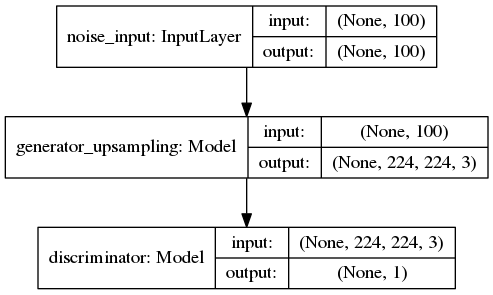 noise_input: InputLayer
input: (None, 100)
output: (None, 100)
generator_upsampling: Model
input: (None, 100)
output: (None, 224, 224, 3)
discriminator: Model
input: (None, 224, 224, 3)
output: (None, 1)